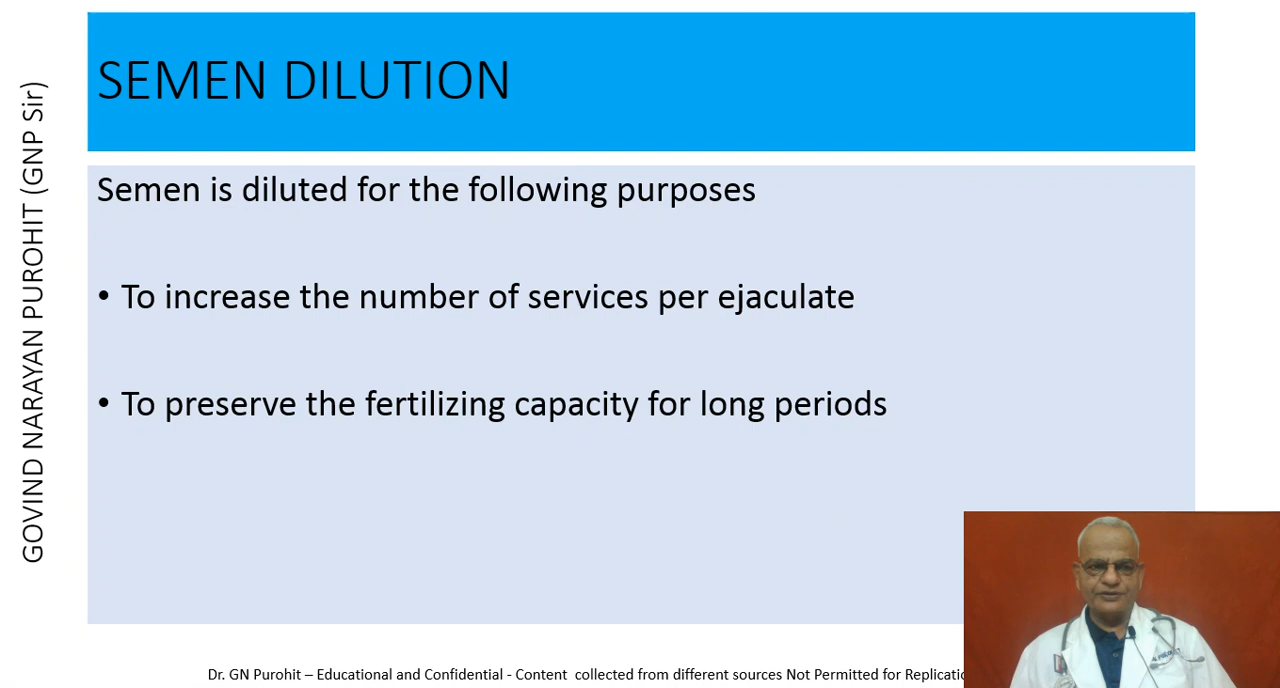 SEMEN DILUTION
Semen is diluted for the following purposes
• To increase the number of services per ejaculate
• To preserve the fertilizing capacity for long periods
GOVIND NARAYAN PUROHIT (GNP Sir)
Dr. GN Purohit – Educational and Confidential - Content collected from different sources Not Permitted for